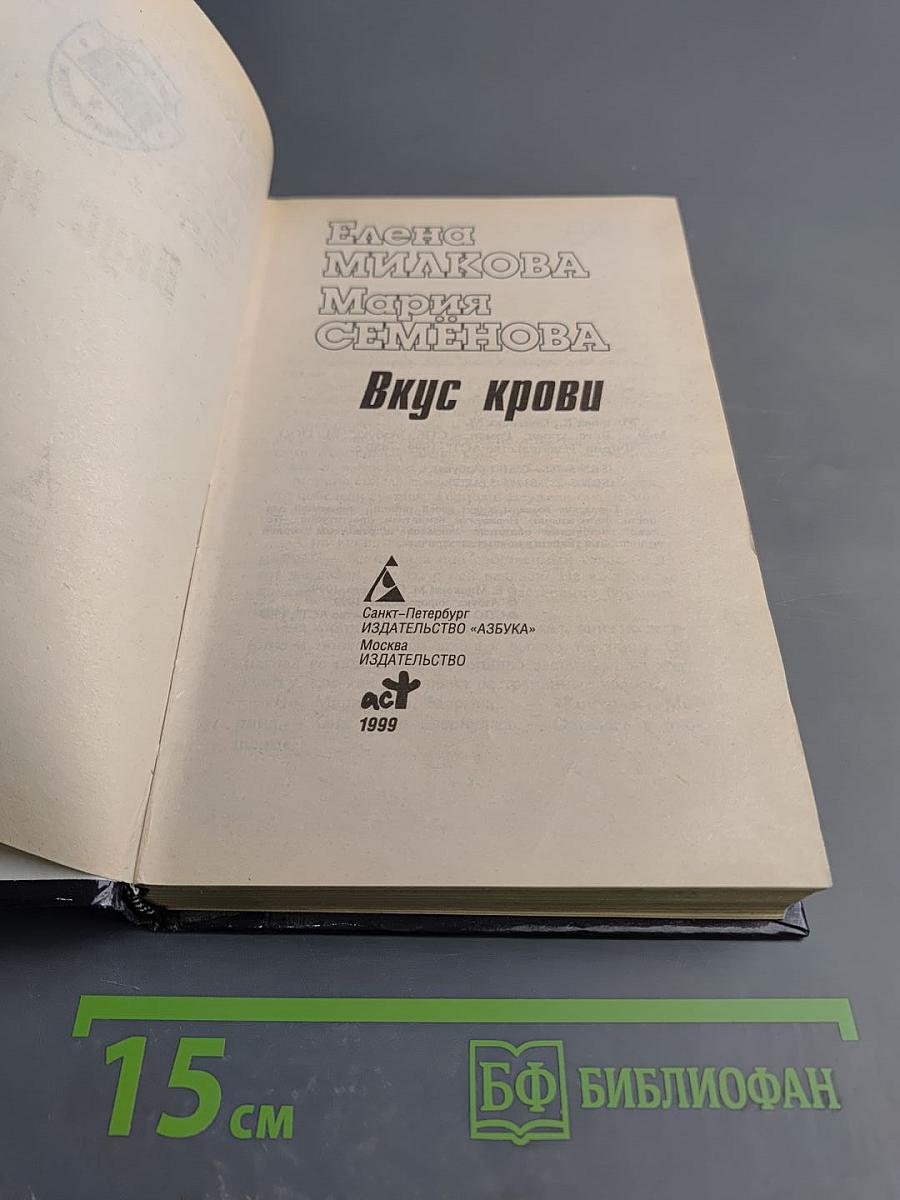 Елена
МИЛКОВА
Мария
СЕМЁНОВА
Вкус крови
Санкт–Петербург
ИЗДАТЕЛЬСТВО «АЗБУКА»
Москва
ИЗДАТЕЛЬСТВО
аст
1999
15 см
БФ БИБЛИОФАН